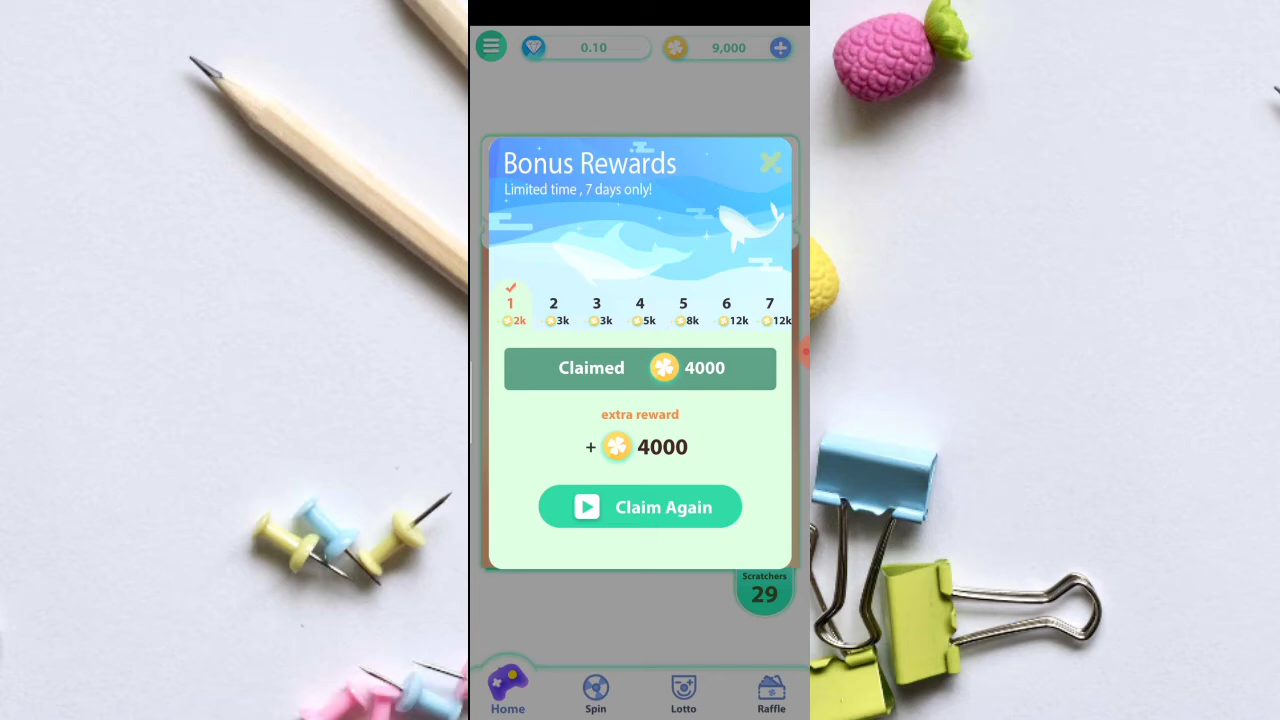 0.10
9,000
Bonus Rewards
Limited time , 7 days only!
1 2 3 4 5 6 7
2k 3k 3k 5k 8k 12k 12k
Claimed 4000
extra reward
+ 4000
Claim Again
Scratchers
29
Home Spin Lotto Raffle